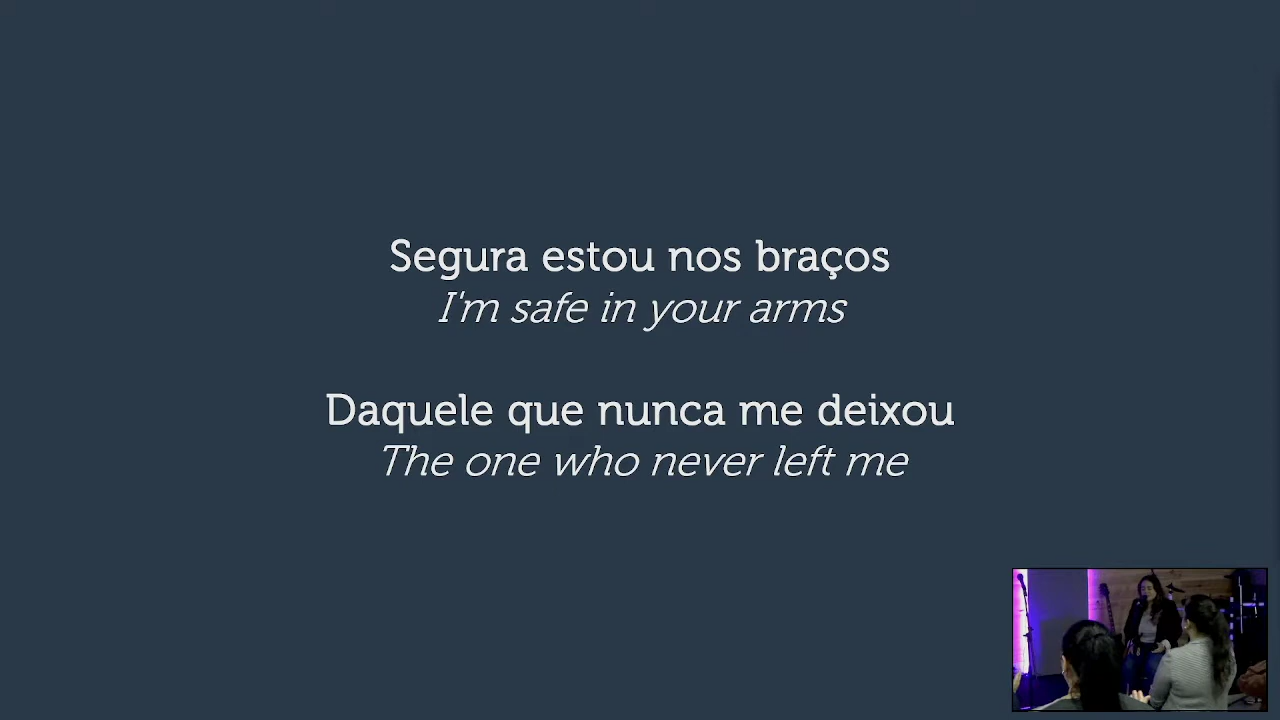 Segura estou nos braços
I'm safe in your arms
Daquele que nunca me deixou
The one who never left me